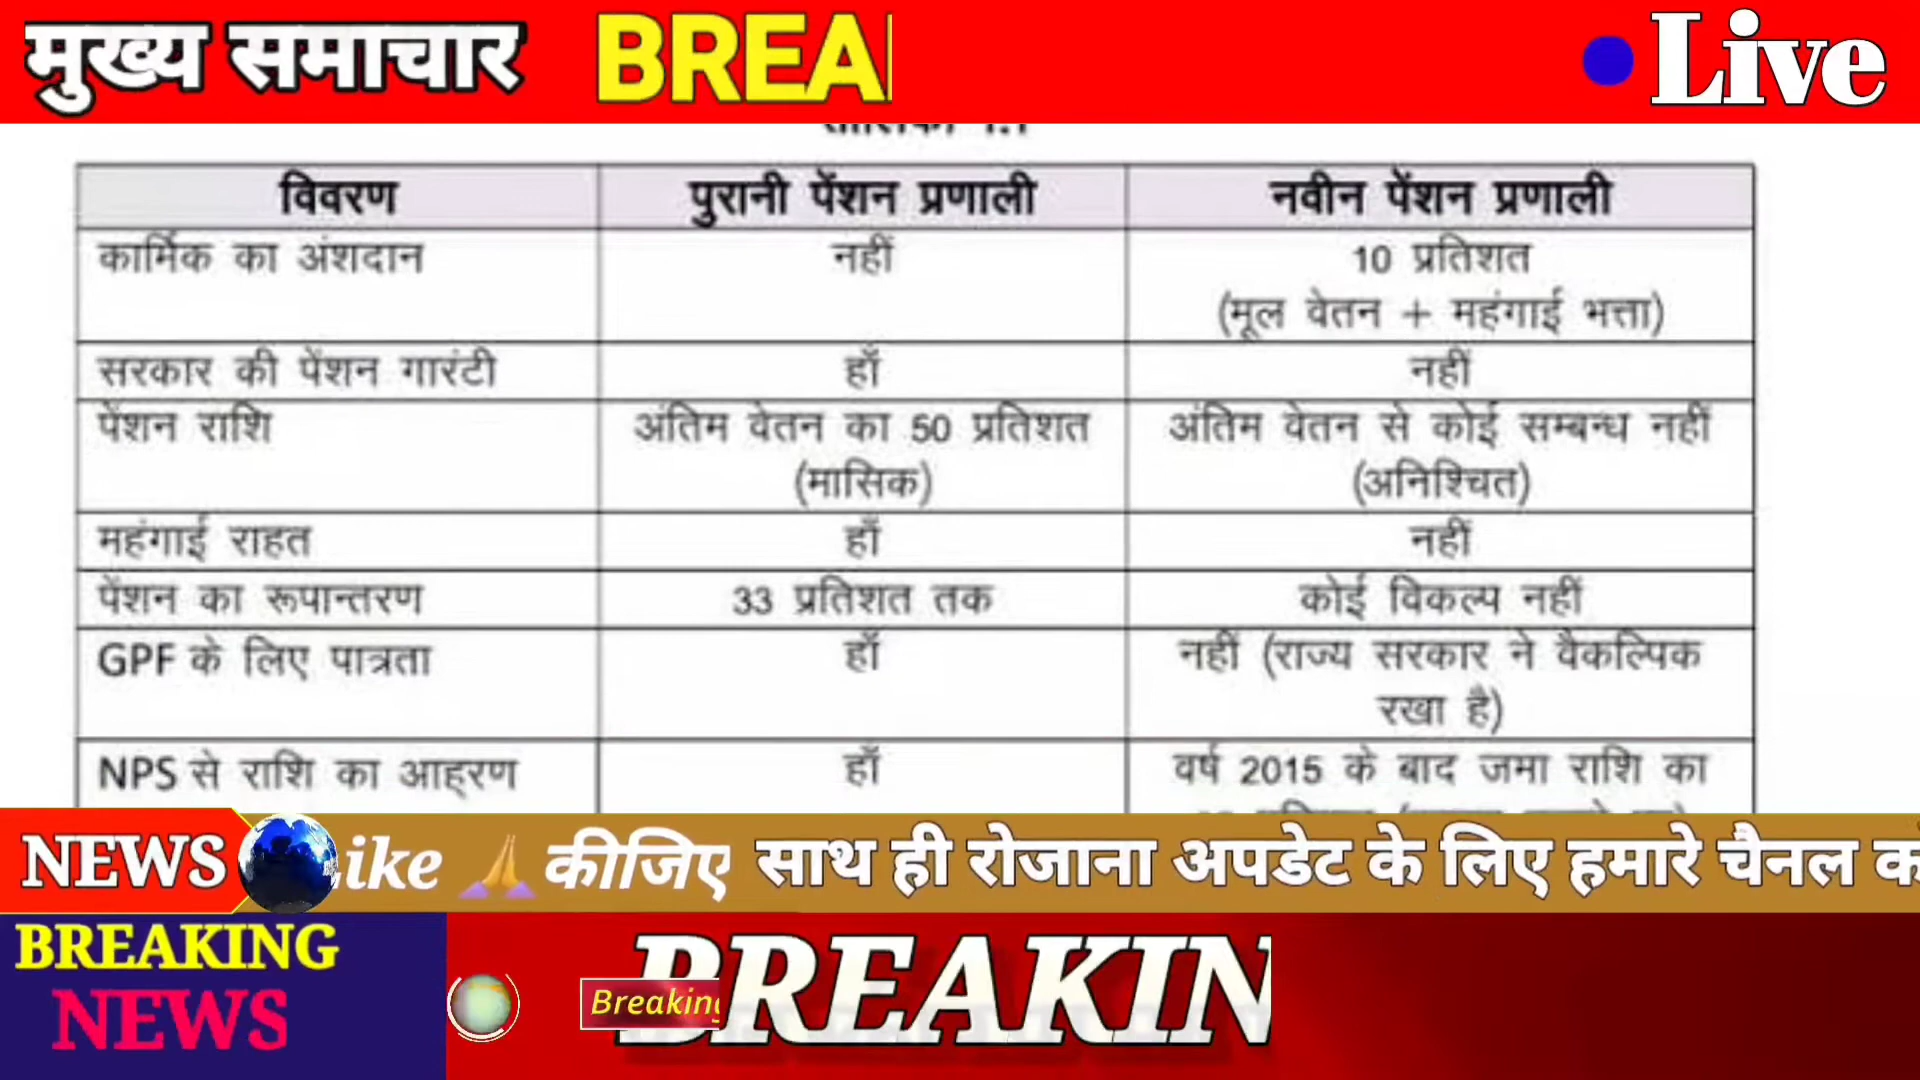 मुख्य समाचार BREA Live
विवरण पुरानी पेंशन प्रणाली नवीन पेंशन प्रणाली
कार्मिक का अंशदान नहीं 10 प्रतिशत
(मूल वेतन + महंगाई भत्ता)
सरकार की पेंशन गारंटी हाँ नहीं
पेंशन राशि अंतिम वेतन का 50 प्रतिशत अंतिम वेतन से कोई सम्बन्ध नहीं
(मासिक) (अनिश्चित)
महंगाई राहत हाँ नहीं
पेंशन का रूपान्तरण 33 प्रतिशत तक कोई विकल्प नहीं
GPF के लिए पात्रता हाँ नहीं (राज्य सरकार ने वैकल्पिक
रखा है)
NPS से राशि का आह्रण हाँ वर्ष 2015 के बाद जमा राशि का
NEWS ike 🙏 कीजिए साथ ही रोजाना अपडेट के लिए हमारे चैनल
BREAKING
NEWS
Breaking
BREAKIN